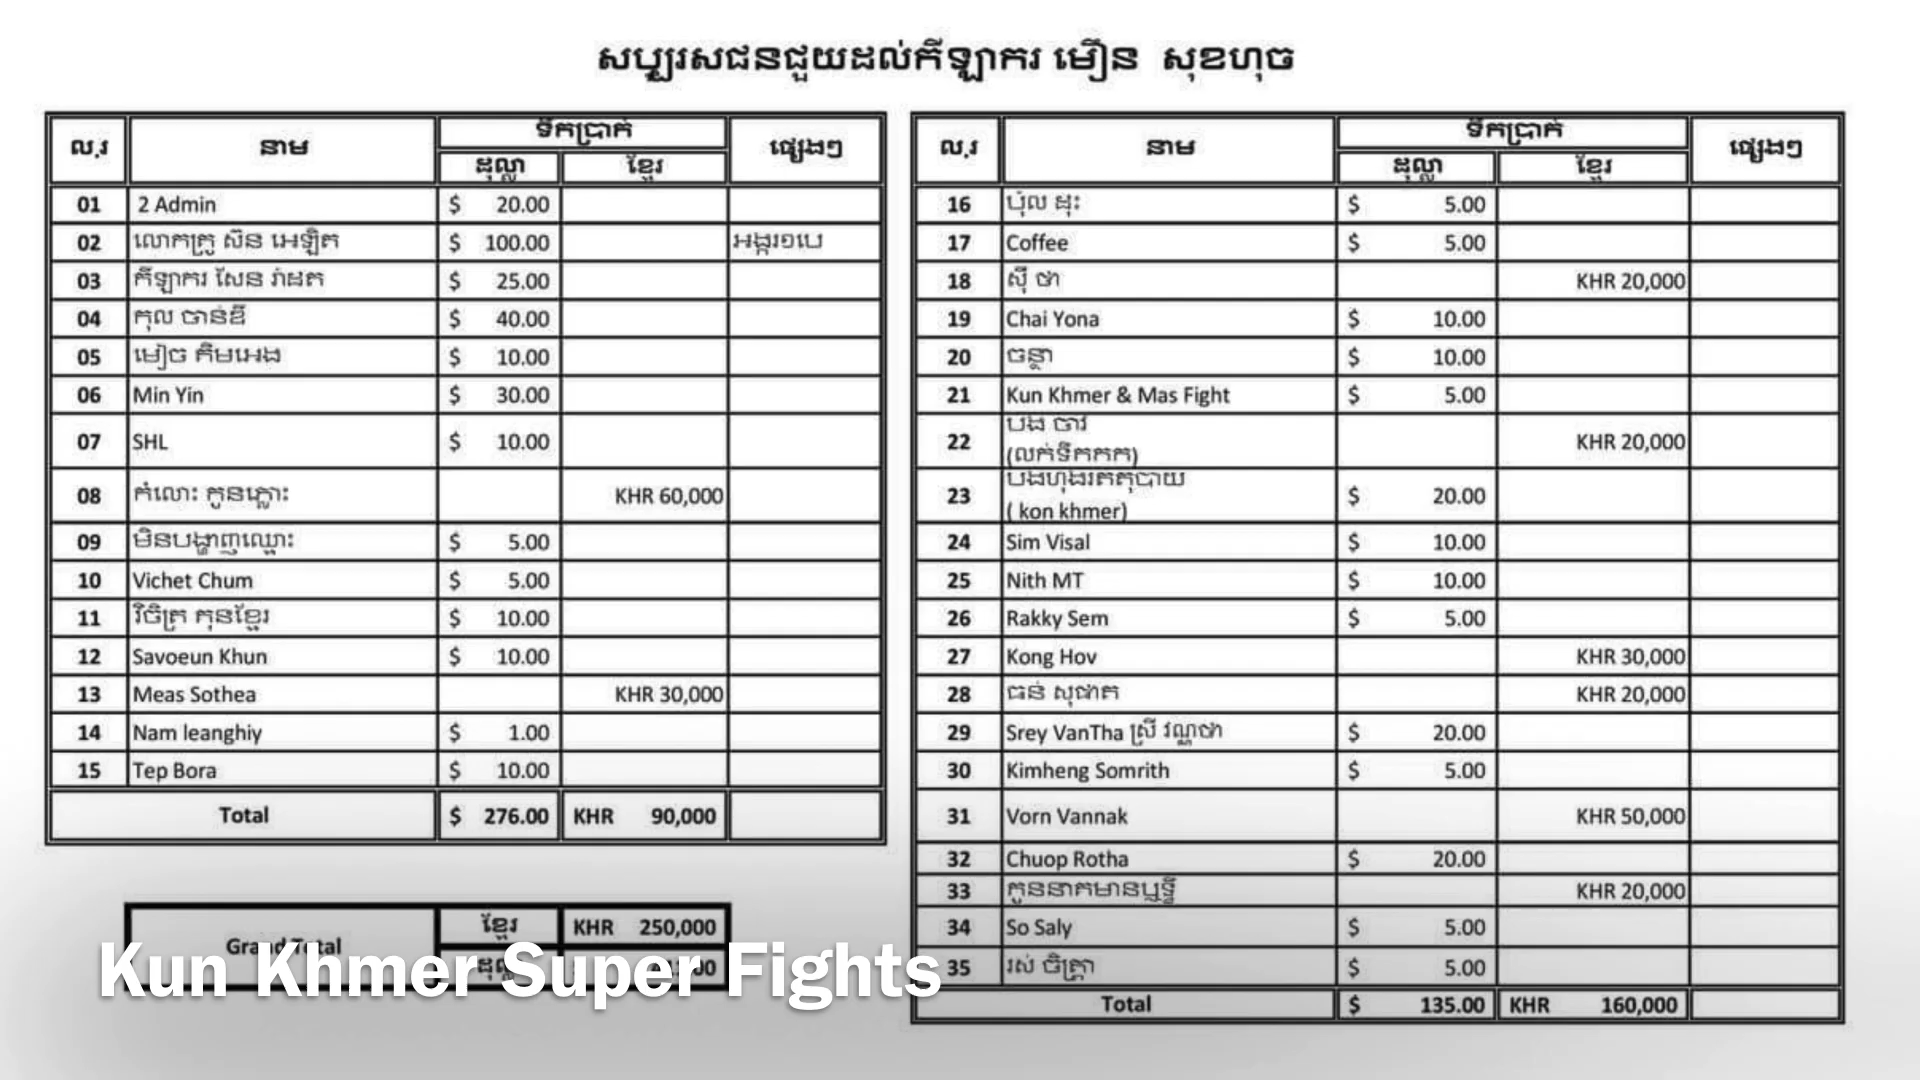 សប្បុរសជនជួយដល់កីឡាករ មឿន សុខហុច
ល.រ នាម ទឹកប្រាក់ ផ្សេងៗ
ដុល្លា ខ្មែរ
01 2 Admin $ 20.00
02 លោកគ្រូ ស៊ន អេឡិត $ 100.00 អង្ករ១បេ
03 កីឡាករ សែន រ៉ាដត $ 25.00
04 កុល ចាន់ឌី $ 40.00
05 មៀច គឹមអេង $ 10.00
06 Min Yin $ 30.00
07 SHL $ 10.00
08 កំលោះ កូនភ្លោះ KHR 60,000
09 មិនបង្ហាញឈ្មោះ $ 5.00
10 Vichet Chum $ 5.00
11 វិចិត្រ គុនខ្មែរ $ 10.00
12 Savoeun Khun $ 10.00
13 Meas Sothea KHR 30,000
14 Nam leanghiy $ 1.00
15 Tep Bora $ 10.00
Total $ 276.00 KHR 90,000
Grand Total ខ្មែរ KHR 250,000
ដុល្លា
ល.រ នាម ទឹកប្រាក់ ផ្សេងៗ
ដុល្លា ខ្មែរ
16 ប៉ុល ដុះ $ 5.00
17 Coffee $ 5.00
18 ស៊ី ថា KHR 20,000
19 Chai Yona $ 10.00
20 ចន្ថា $ 10.00
21 Kun Khmer & Mas Fight $ 5.00
22 បង ចាវ
(លក់ទឹកកក) KHR 20,000
23 $ 20.00
( kon khmer)
24 Sim Visal $ 10.00
25 Nith MT $ 10.00
26 Rakky Sem $ 5.00
27 Kong Hov KHR 30,000
28 ធន់ សុជាត KHR 20,000
29 Srey VanTha ស្រី វណ្ណថា $ 20.00
30 Kimheng Somrith $ 5.00
31 Vorn Vannak KHR 50,000
32 Chuop Rotha $ 20.00
33 កូននាគមានឬទ្ធី KHR 20,000
34 So Saly $ 5.00
35 រស់ ចិត្រ្តា $ 5.00
Total $ 135.00 KHR 160,000
Kun Khmer Super Fights